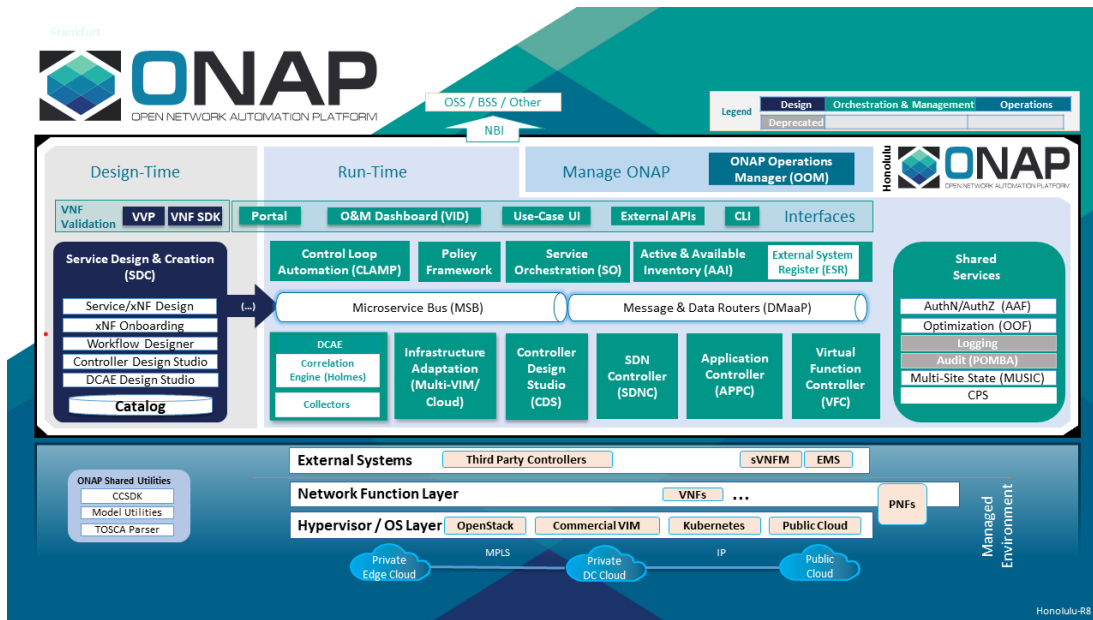 Frankfurt
ONAP
OPEN NETWORK AUTOMATION PLATFORM
OSS / BSS / Other
NBI
Legend
Design
Orchestration & Management
Operations
Deprecated
Design-Time
Run-Time
Manage ONAP
ONAP Operations
Manager (OOM)
Honolulu
ONAP
OPEN NETWORK AUTOMATION PLATFORM
VNF
Validation
VVP
VNF SDK
Portal
O&M Dashboard (VID)
Use-Case UI
External APIs
CLI
Interfaces
Service Design & Creation
(SDC)
Service/xNF Design
xNF Onboarding
Workflow Designer
Controller Design Studio
DCAE Design Studio
Catalog
(...)
Control Loop
Automation (CLAMP)
Policy
Framework
Service
Orchestration (SO)
Active & Available
Inventory (AAI)
External System
Register (ESR)
Microservice Bus (MSB)
Message & Data Routers (DMaaP)
DCAE
Correlation
Engine (Holmes)
Collectors
Infrastructure
Adaptation
(Multi-VIM/
Cloud)
Controller
Design
Studio
(CDS)
SDN
Controller
(SDNC)
Application
Controller
(APPC)
Virtual
Function
Controller
(VFC)
Shared
Services
AuthN/AuthZ (AAF)
Optimization (OOF)
Logging
Audit (POMBA)
Multi-Site State (MUSIC)
CPS
ONAP Shared Utilities
CCSDK
Model Utilities
TOSCA Parser
External Systems
Third Party Controllers
sVNFM
EMS
Network Function Layer
VNFs
...
PNFs
Hypervisor / OS Layer
OpenStack
Commercial VIM
Kubernetes
Public Cloud
Managed
Environment
Private
Edge Cloud
MPLS
Private
DC Cloud
IP
Public
Cloud
Honolulu-R8